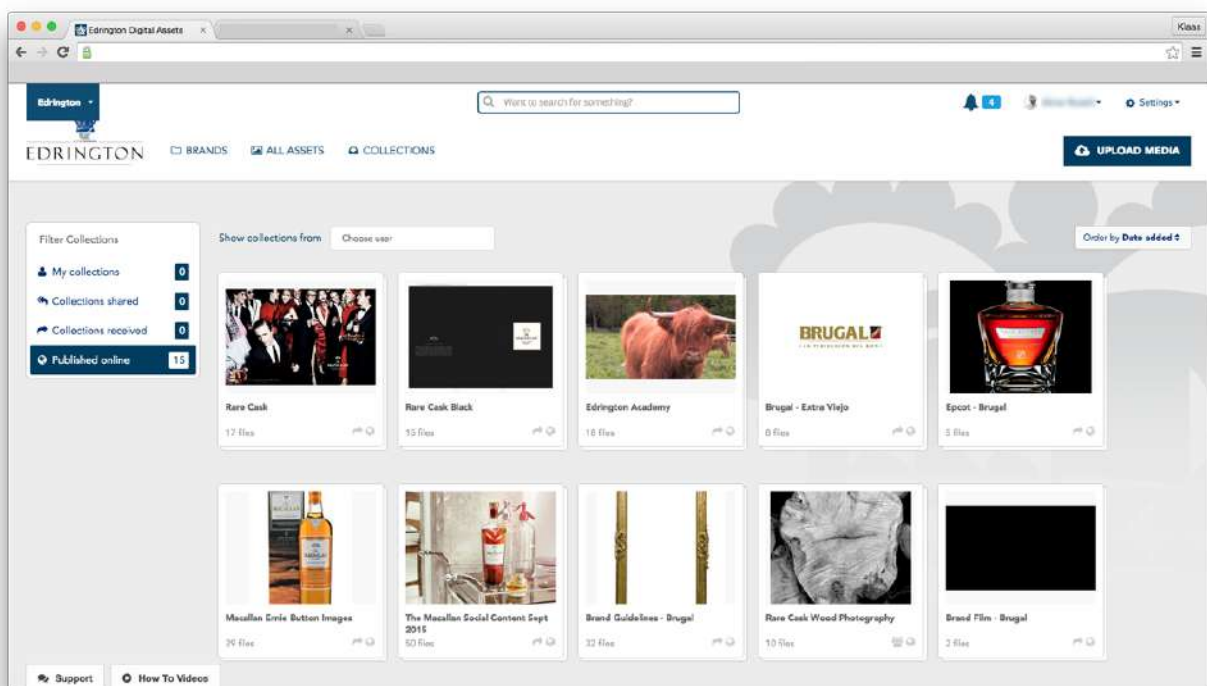 Edrington Digital Assets
Klaas
Edrington
Want to search for something?
4
Settings
EDRINGTON
BRANDS
ALL ASSETS
COLLECTIONS
UPLOAD MEDIA
Filter Collections
My collections 0
Collections shared 0
Collections received 0
Published online 15
Show collections from
Choose user
Order by Date added
Rare Cask
17 files
Rare Cask Black
15 files
Edrington Academy
18 files
BRUGAL
Brugal - Extra Viejo
8 files
Epcot - Brugal
5 files
MACALLAN
Macallan Ernie Button Images
29 files
The Macallan Social Content Sept
2015
50 files
Brand Guidelines - Brugal
32 files
Rare Cask Wood Photography
10 files
Brand Film - Brugal
2 files
Support
How To Videos